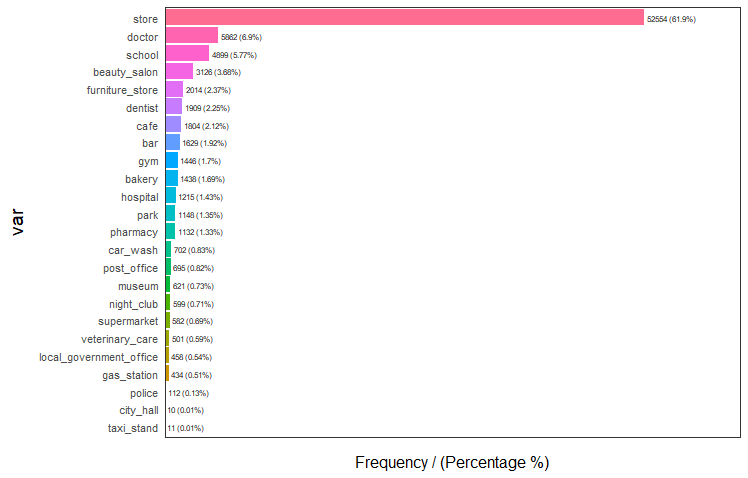 store 52554 (61.9%)
doctor 5862 (6.9%)
school 4899 (5.77%)
beauty_salon 3126 (3.68%)
furniture_store 2014 (2.37%)
dentist 1909 (2.25%)
cafe 1804 (2.12%)
bar 1629 (1.92%)
gym 1446 (1.7%)
bakery 1438 (1.69%)
hospital 1215 (1.43%)
park 1148 (1.35%)
pharmacy 1132 (1.33%)
car_wash 702 (0.83%)
post_office 695 (0.82%)
museum 621 (0.73%)
night_club 599 (0.71%)
supermarket 582 (0.69%)
veterinary_care 501 (0.59%)
local_government_office 458 (0.54%)
gas_station 434 (0.51%)
police 112 (0.13%)
city_hall 10 (0.01%)
taxi_stand 11 (0.01%)
var
Frequency / (Percentage %)